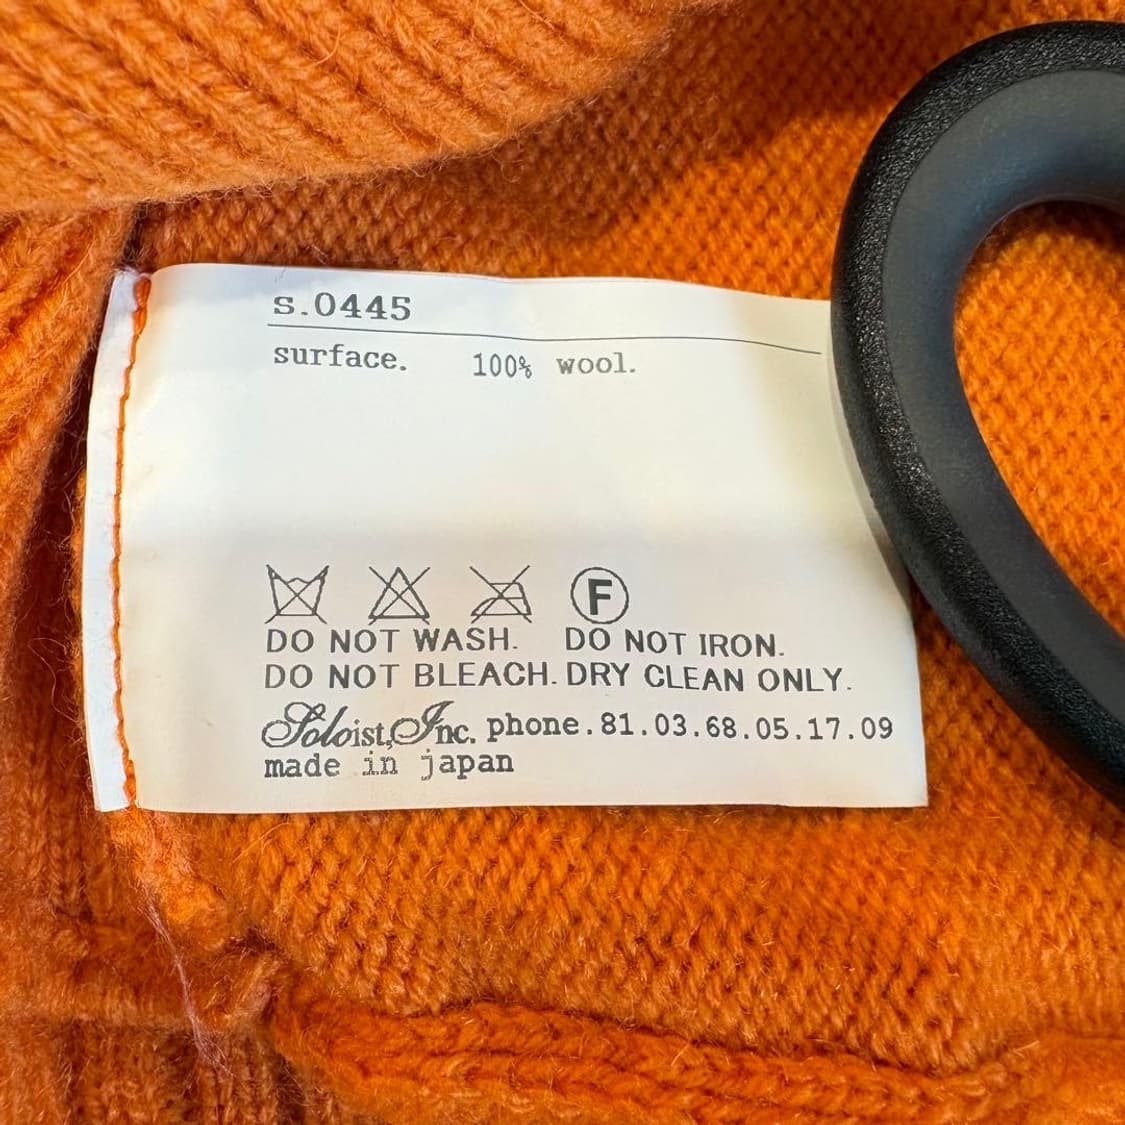 s.0445
surface. 100% wool.
F
DO NOT WASH. DO NOT IRON.
DO NOT BLEACH. DRY CLEAN ONLY.
Soloist,Inc. phone.81.03.68.05.17.09
made in japan